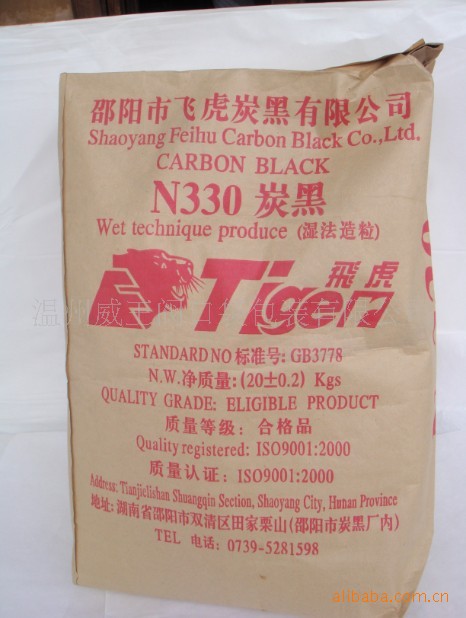 邵阳市飞虎炭黑有限公司
Shaoyang Feihu Carbon Black Co.,Ltd.
CARBON BLACK
N330 炭黑
Wet technique produce (湿法造粒)
飛虎
Tigen
STANDARD NO 标准号: GB3778
N.W.净质量:(20±0.2) Kgs
QUALITY GRADE: ELIGIBLE PRODUCT
质量等级: 合格品
Quality registered: ISO9001:2000
质量认证: ISO9001:2000
Address: Tianjiclishan Shuangqin Section, Shaoyang City, Hunan Province
地址: 湖南省邵阳市双清区田家栗山(邵阳市炭黑厂内)
TEL 电话: 0739-5281598
alibaba.com.cn